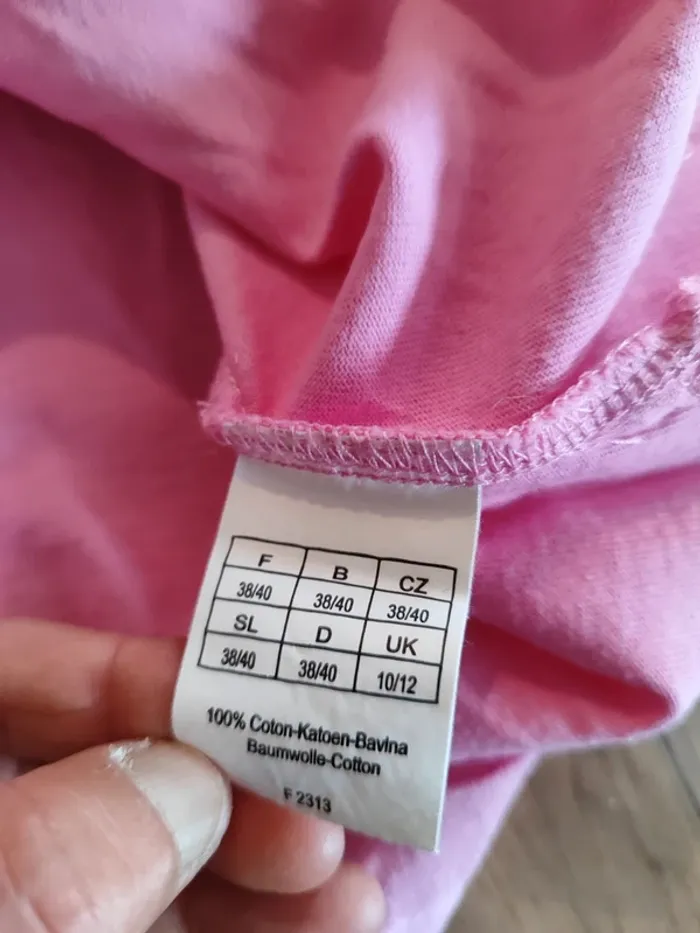 F B CZ
38/40 38/40 38/40
SL D UK
38/40 38/40 10/12
100% Coton-Katoen-Bavlna
Baumwolle-Cotton
F 2313